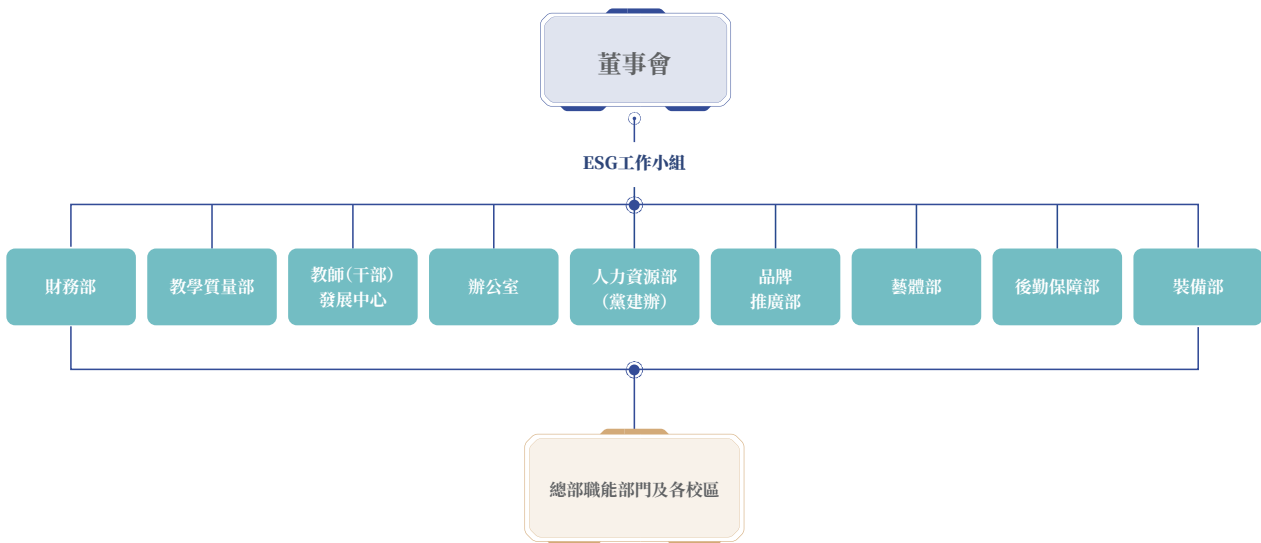 董事會
ESG工作小組
財務部
教學質量部
教師(干部)
發展中心
辦公室
人力資源部
(黨建辦)
品牌
推廣部
藝體部
後勤保障部
裝備部
總部職能部門及各校區